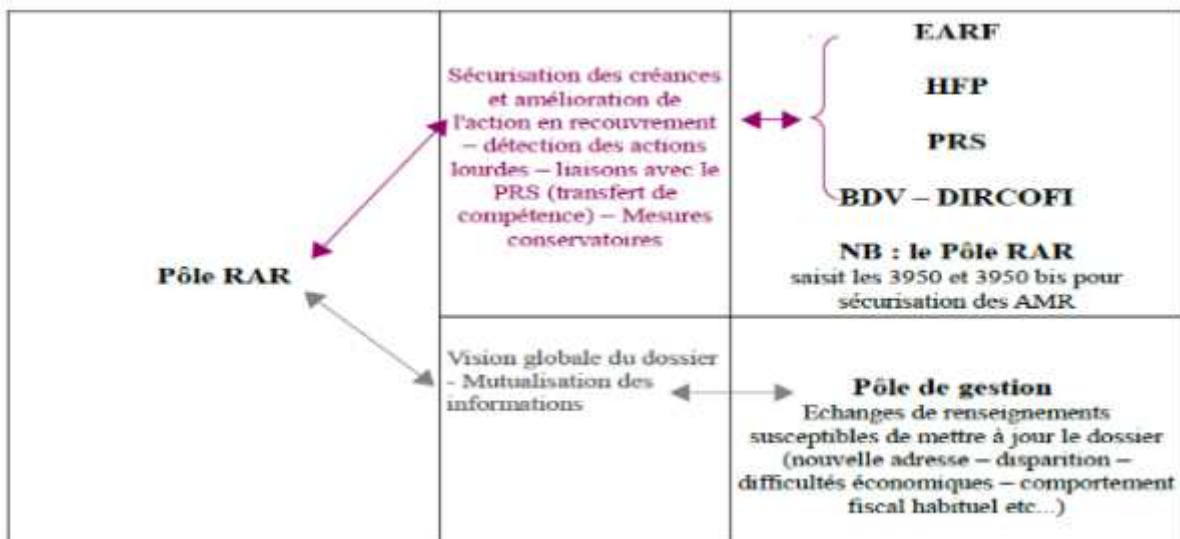 Pôle RAR
Sécurisation des créances
et amélioration de
l'action en recouvrement
– détection des actions
lourdes – liaisons avec le
PRS (transfert de
compétence) – Mesures
conservatoires
EARF
HFP
PRS
BDV – DIRCOFI
NB : le Pôle RAR
saisit les 3950 et 3950 bis pour
sécurisation des AMR
Vision globale du dossier
- Mutualisation des
informations
Pôle de gestion
Echanges de renseignements
susceptibles de mettre à jour le dossier
(nouvelle adresse – disparition –
difficultés économiques – comportement
fiscal habituel etc...)